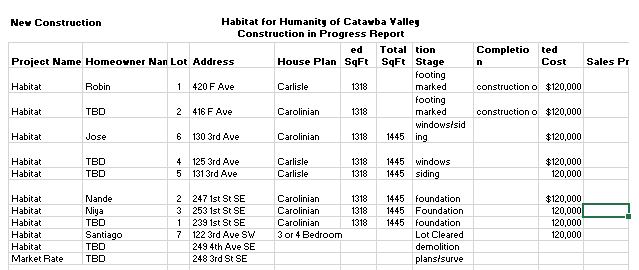 New Construction
Habitat for Humanity of Catawba Valley
Construction in Progress Report
ed Total tion Completio ted
Project Name Homeowner Nan Lot Address House Plan SqFt SqFt Stage n Cost Sales Pr
footing
Habitat Robin 1 420 F Ave Carlisle 1318 marked construction o $120,000
footing
Habitat TBD 2 416 F Ave Carolinian 1318 marked construction o $120,000
windows/sid
Habitat Jose 6 130 3rd Ave Carolinian 1318 1445 ing $120,000
Habitat TBD 4 125 3rd Ave Carlisle 1318 1445 windows $120,000
Habitat TBD 5 131 3rd Ave Carlisle 1318 1445 siding 120,000
Habitat Nande 2 247 1st St SE Carolinian 1318 1445 foundation $120,000
Habitat Niya 3 253 1st St SE Carolinian 1318 1445 Foundation 120,000
Habitat TBD 1 239 1st St SE Carolinian 1318 1445 foundation 120,000
Habitat Santiago 7 122 3rd Ave SW 3 or 4 Bedroom Lot Cleared 120,000
Habitat TBD 249 4th Ave SE demolition
Market Rate TBD 248 3rd St SE plans/surve